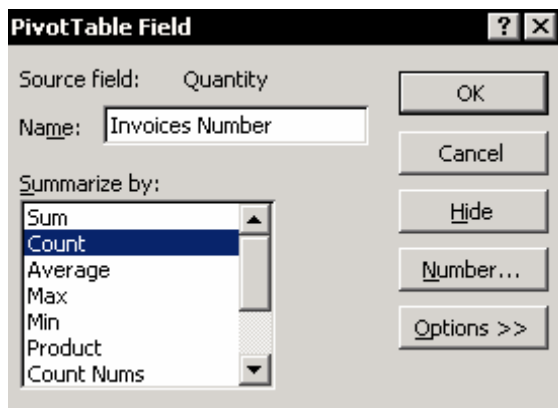 PivotTable Field
Source field: Quantity
Name: Invoices Number
Summarize by:
Sum
Count
Average
Max
Min
Product
Count Nums
OK
Cancel
Hide
Number...
Options >>